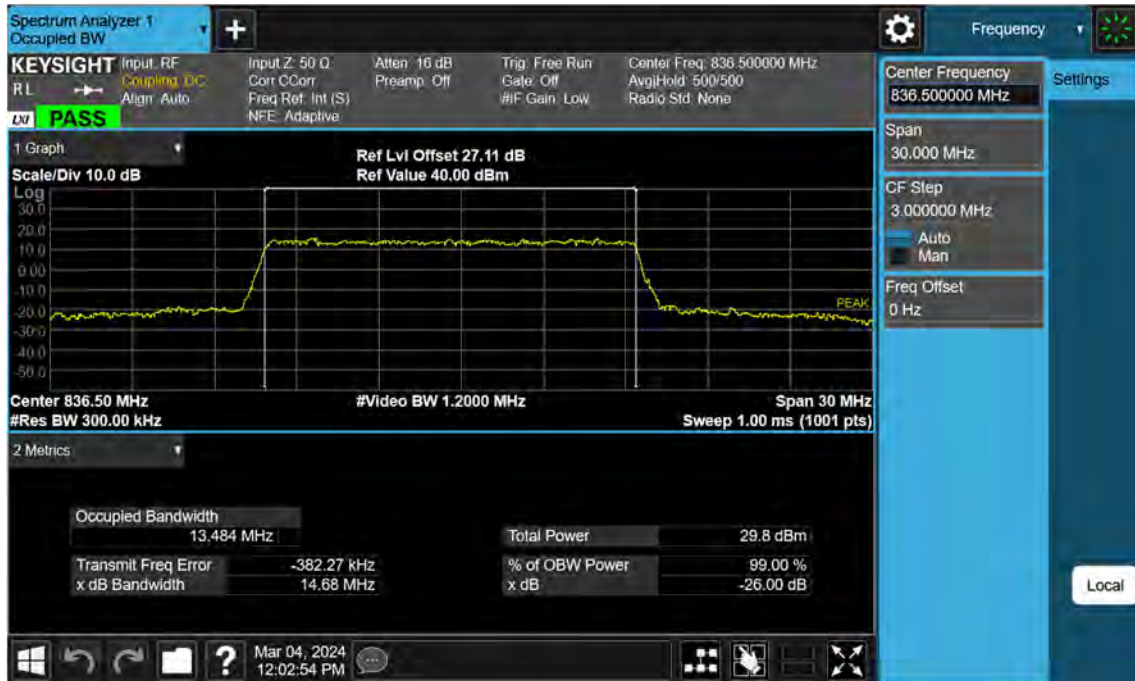 Spectrum Analyzer 1
Occupied BW
Frequency
KEYSIGHT
Input: RF
Coupling: DC
Align: Auto
Input Z: 50 Ω
Corr CCorr
Freq Ref: Int (S)
NFE: Adaptive
Atten: 16 dB
Preamp: Off
Trig: Free Run
Gate: Off
#IF Gain: Low
Center Freq: 836.500000 MHz
Avg|Hold: 500/500
Radio Std: None
R L
LXI
PASS
Center Frequency
836.500000 MHz
Settings
Span
30.000 MHz
CF Step
3.000000 MHz
Auto
Man
Freq Offset
0 Hz
1 Graph
Scale/Div 10.0 dB
Ref Lvl Offset 27.11 dB
Ref Value 40.00 dBm
Log
30.0
20.0
10.0
0.00
-10.0
-20.0
-30.0
-40.0
-50.0
PEAK
Center 836.50 MHz
#Video BW 1.2000 MHz
Span 30 MHz
#Res BW 300.00 kHz
Sweep 1.00 ms (1001 pts)
2 Metrics
Occupied Bandwidth
13.484 MHz
Total Power 29.8 dBm
Transmit Freq Error -382.27 kHz
% of OBW Power 99.00 %
x dB Bandwidth 14.68 MHz
x dB -26.00 dB
Local
?
Mar 04, 2024
12:02:54 PM